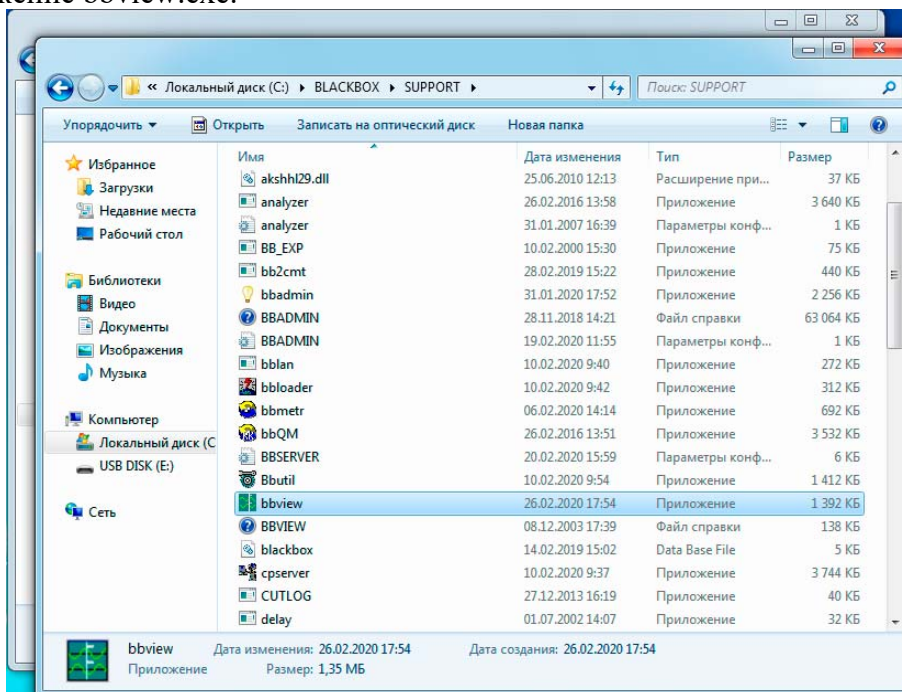 bbview.exe.
« Локальный диск (C:) ▸ BLACKBOX ▸ SUPPORT ▸
Поиск: SUPPORT
Упорядочить ▾ Открыть Записать на оптический диск Новая папка
Избранное
Загрузки
Недавние места
Рабочий стол
Библиотеки
Видео
Документы
Изображения
Музыка
Компьютер
Локальный диск (C
USB DISK (E:)
Сеть
Имя Дата изменения Тип Размер
akshhl29.dll 25.06.2010 12:13 Расширение при... 37 КБ
analyzer 26.02.2016 13:58 Приложение 3 640 КБ
analyzer 31.01.2007 16:39 Параметры конф... 1 КБ
BB_EXP 10.02.2000 15:30 Приложение 75 КБ
bb2cmt 28.02.2019 15:22 Приложение 440 КБ
bbadmin 31.01.2020 17:52 Приложение 2 256 КБ
BBADMIN 28.11.2018 14:21 Файл справки 63 064 КБ
BBADMIN 19.02.2020 11:55 Параметры конф... 1 КБ
bblan 10.02.2020 9:40 Приложение 272 КБ
bbloader 10.02.2020 9:42 Приложение 312 КБ
bbmetr 06.02.2020 14:14 Приложение 692 КБ
bbQM 26.02.2016 13:51 Приложение 3 532 КБ
BBSERVER 20.02.2020 15:59 Параметры конф... 6 КБ
Bbutil 10.02.2020 9:54 Приложение 1 412 КБ
bbview 26.02.2020 17:54 Приложение 1 392 КБ
BBVIEW 08.12.2003 17:39 Файл справки 138 КБ
blackbox 14.02.2019 15:02 Data Base File 5 КБ
cpserver 10.02.2020 9:37 Приложение 3 744 КБ
CUTLOG 27.12.2013 16:19 Приложение 40 КБ
delay 01.07.2002 14:07 Приложение 32 КБ
bbview Дата изменения: 26.02.2020 17:54 Дата создания: 26.02.2020 17:54
Приложение Размер: 1,35 МБ